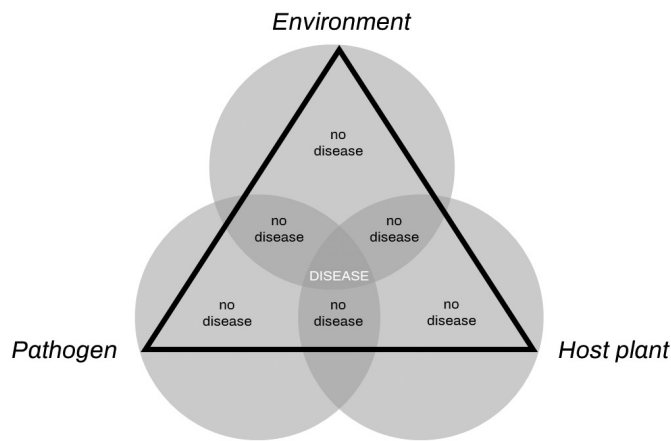 Environment
no
disease
no
disease
no
disease
DISEASE
no
disease
no
disease
no
disease
Pathogen
Host plant